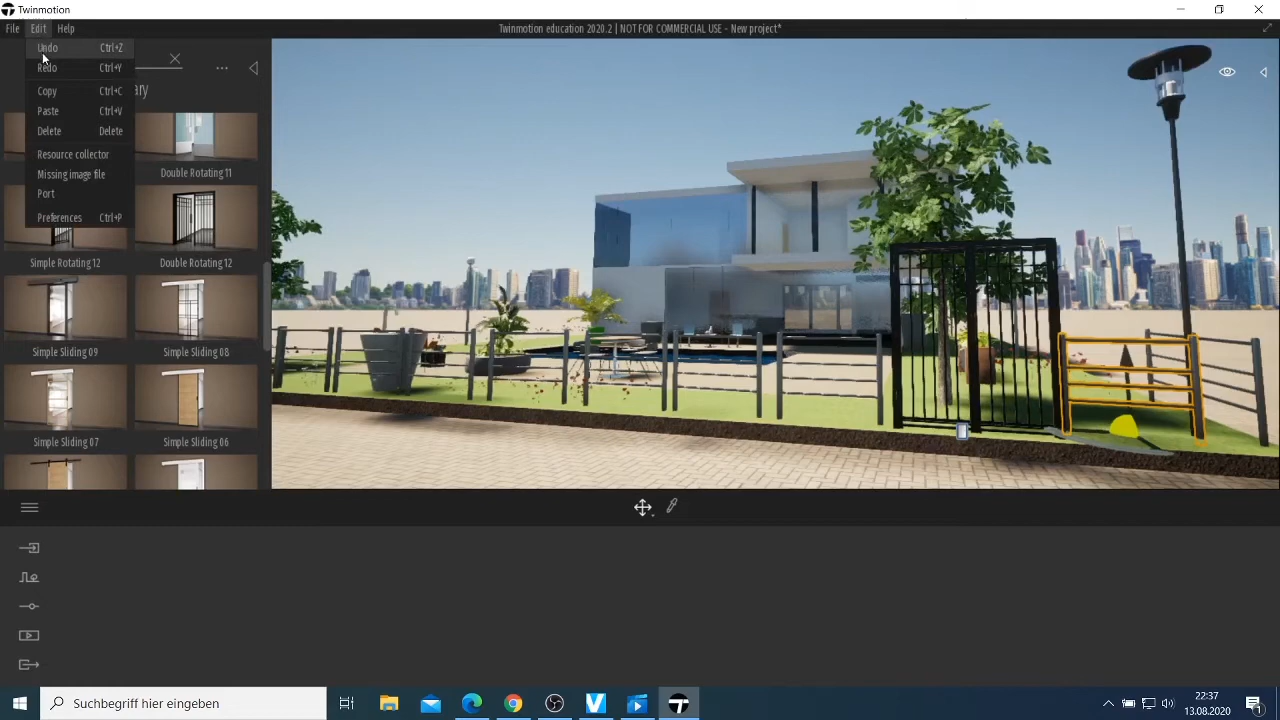 Twinmotion
File Edit Help
Twinmotion education 2020.2 | NOT FOR COMMERCIAL USE - New project*
Undo Ctrl+Z
Redo Ctrl+Y
Copy Ctrl+C
Paste Ctrl+V
Delete Delete
Resource collector
Missing image file
Port
Preferences Ctrl+P
ary
Double Rotating 11
Simple Rotating 12
Double Rotating 12
Simple Sliding 09
Simple Sliding 08
Simple Sliding 07
Simple Sliding 06
Suchbegriff hier eingeben
22:37
13.08.2020
1